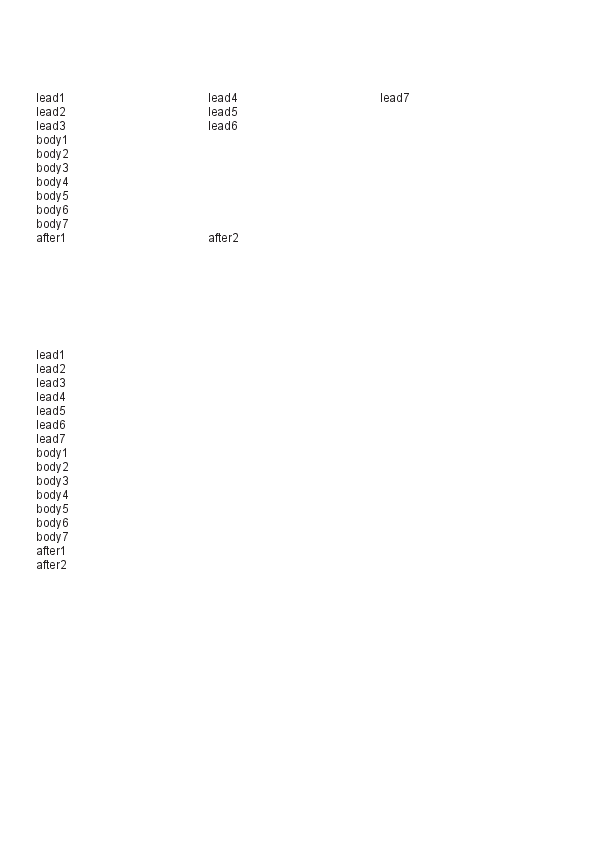 lead1 lead4 lead7
lead2 lead5
lead3 lead6
body1
body2
body3
body4
body5
body6
body7
after1 after2
lead1
lead2
lead3
lead4
lead5
lead6
lead7
body1
body2
body3
body4
body5
body6
body7
after1
after2